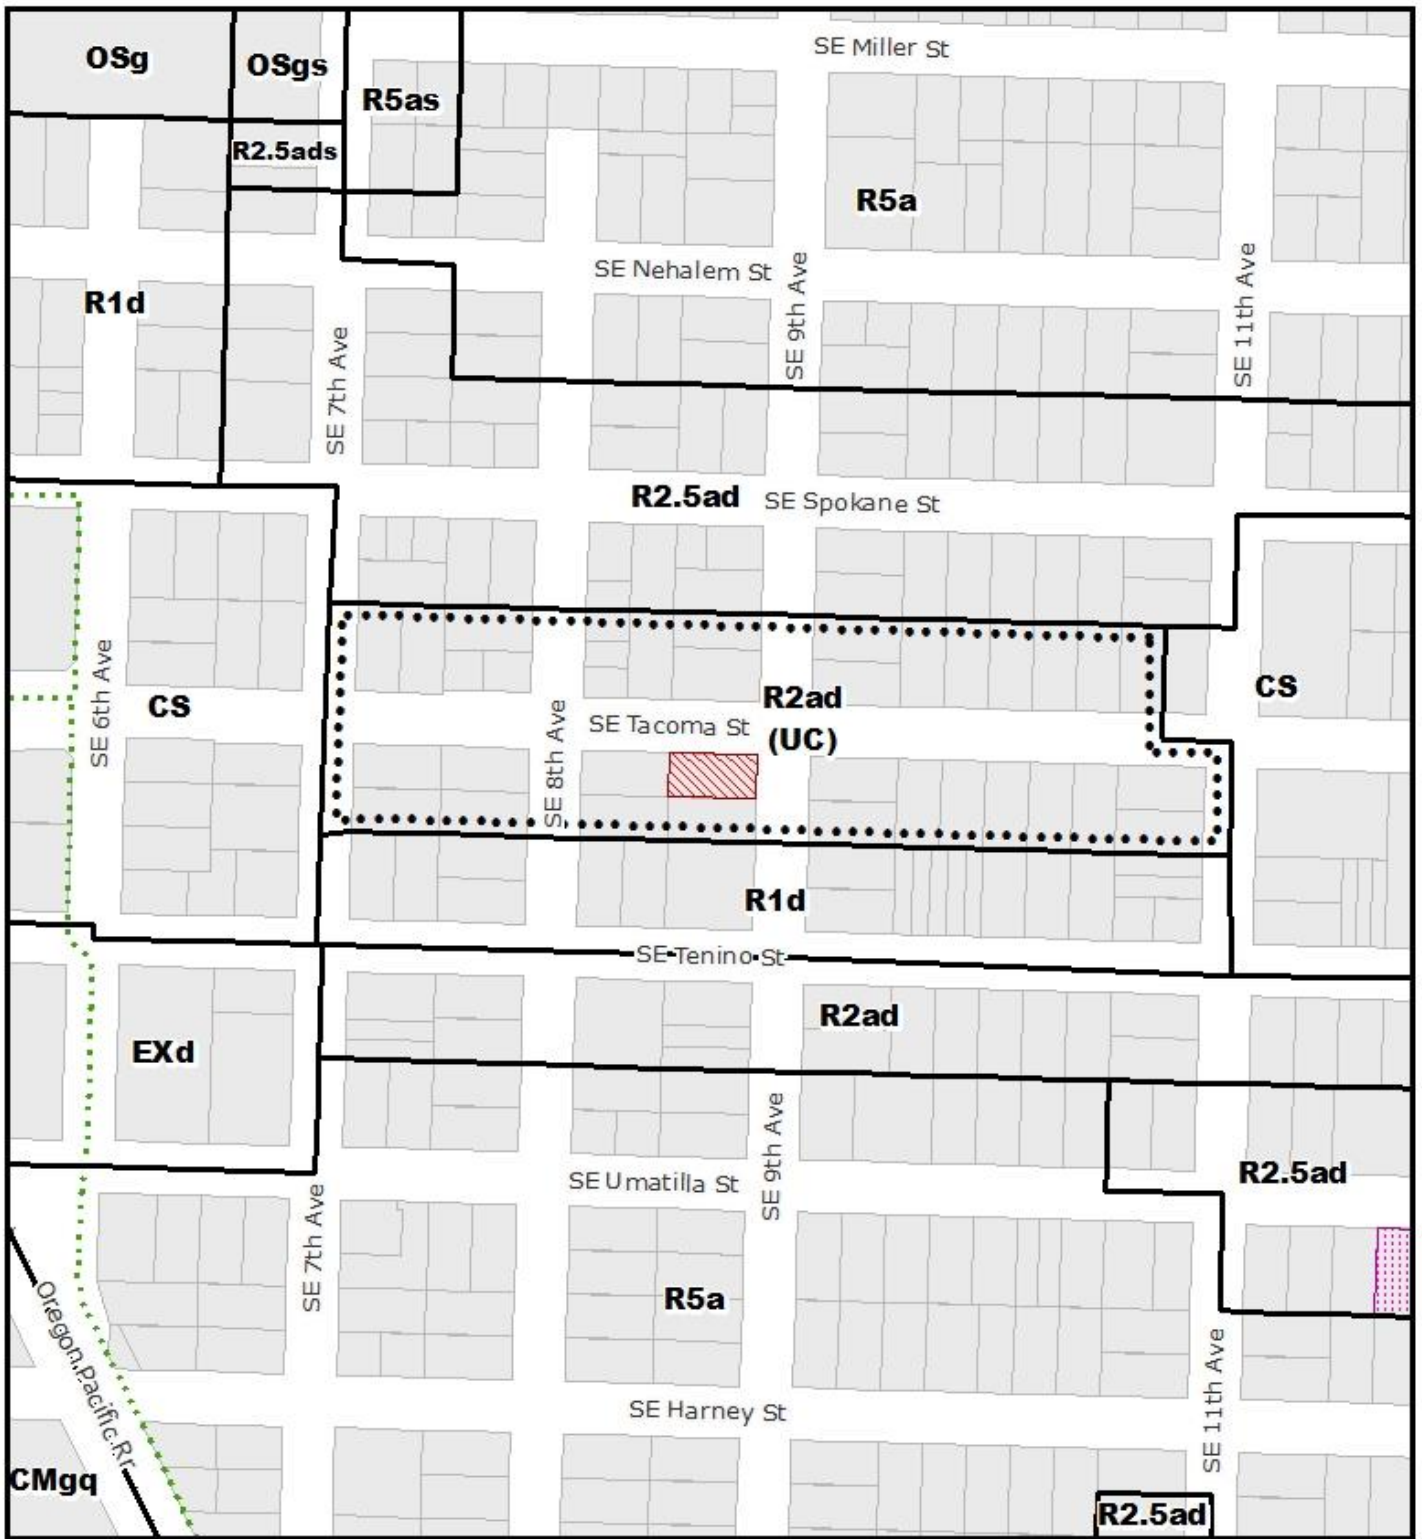 SE Miller St
OSg
OSgs
R5as
R2.5ads
R5a
SE Nehalem St
SE 9th Ave
SE 11th Ave
R1d
SE 7th Ave
R2.5ad
SE Spokane St
SE 6th Ave
CS
R2ad
(UC)
CS
SE Tacoma St
SE 8th Ave
R1d
SE Tenino St
R2ad
EXd
SE 9th Ave
R2.5ad
SE Umatilla St
SE 7th Ave
R5a
Oregon Pacific Rr
SE 11th Ave
SE Harney St
CMgq
R2.5ad